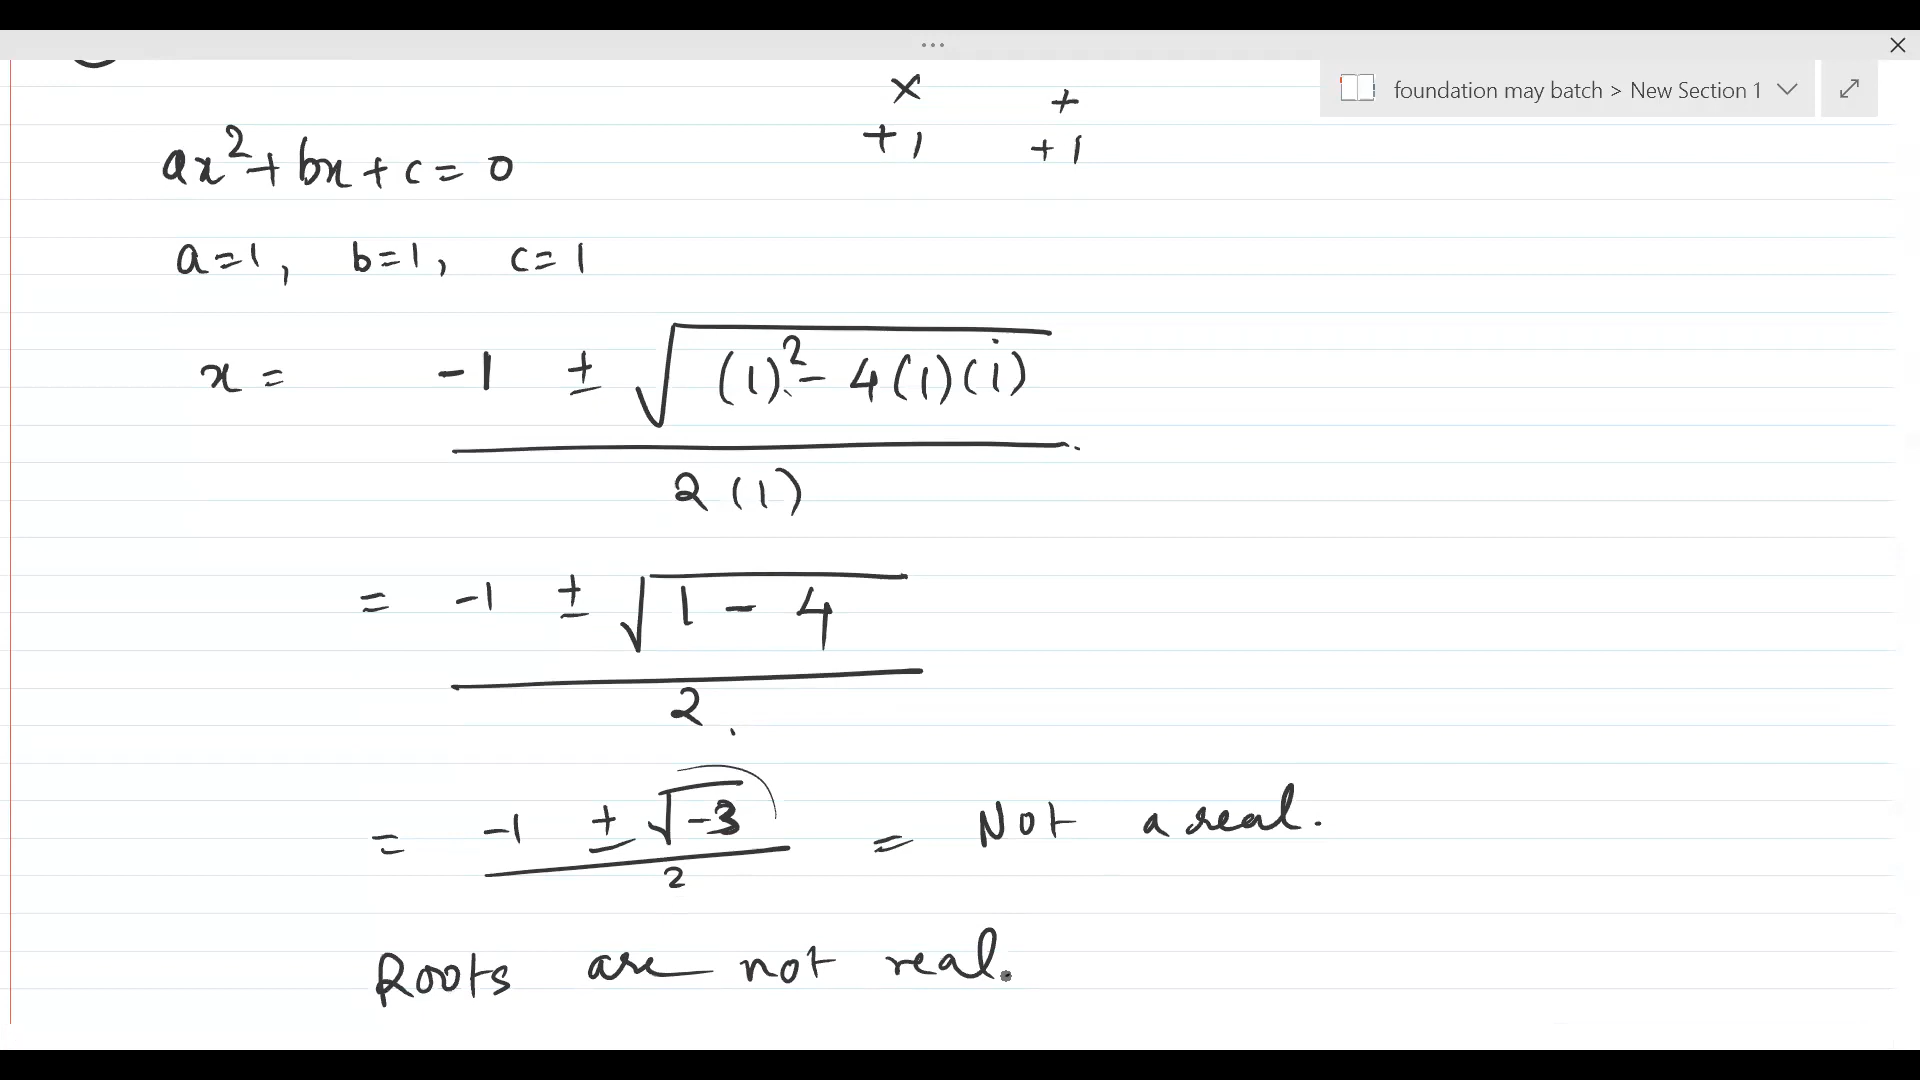 ...
foundation may batch > New Section 1
× +
+1 +1
ax²+bx+c=0
a=1, b=1, c=1
x = -1 ± √(1)²-4(1)(1)
2(1)
= -1 ± √1-4
2
= -1 ± √-3 = Not a real.
2
Roots are not real.